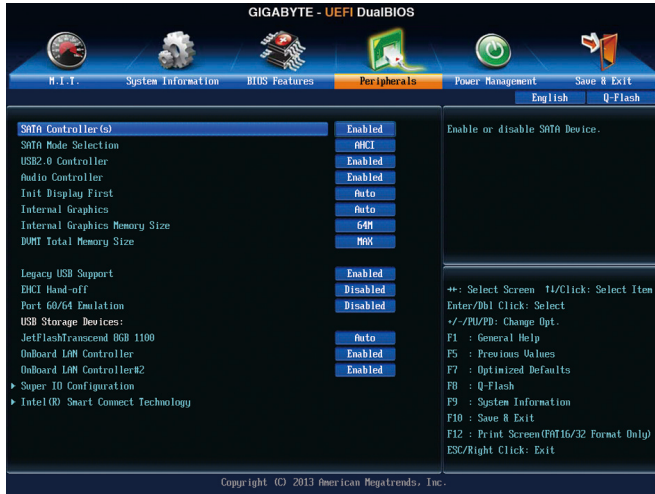 GIGABYTE - UEFI DualBIOS
M.I.T.
System Information
BIOS Features
Peripherals
Power Management
Save & Exit
English
Q-Flash
SATA Controller(s) Enabled
SATA Mode Selection AHCI
USB2.0 Controller Enabled
Audio Controller Enabled
Init Display First Auto
Internal Graphics Auto
Internal Graphics Memory Size 64M
DVMT Total Memory Size MAX
Legacy USB Support Enabled
EHCI Hand-off Disabled
Port 60/64 Emulation Disabled
USB Storage Devices:
JetFlashTranscend 8GB 1100 Auto
OnBoard LAN Controller Enabled
OnBoard LAN Controller#2 Enabled
Super IO Configuration
Intel(R) Smart Connect Technology
Enable or disable SATA Device.
↔: Select Screen ↑↓/Click: Select Item
Enter/Dbl Click: Select
+/-/PU/PD: Change Opt.
F1 : General Help
F5 : Previous Values
F7 : Optimized Defaults
F8 : Q-Flash
F9 : System Information
F10 : Save & Exit
F12 : Print Screen(FAT16/32 Format Only)
ESC/Right Click: Exit
Copyright (C) 2013 American Megatrends, Inc.